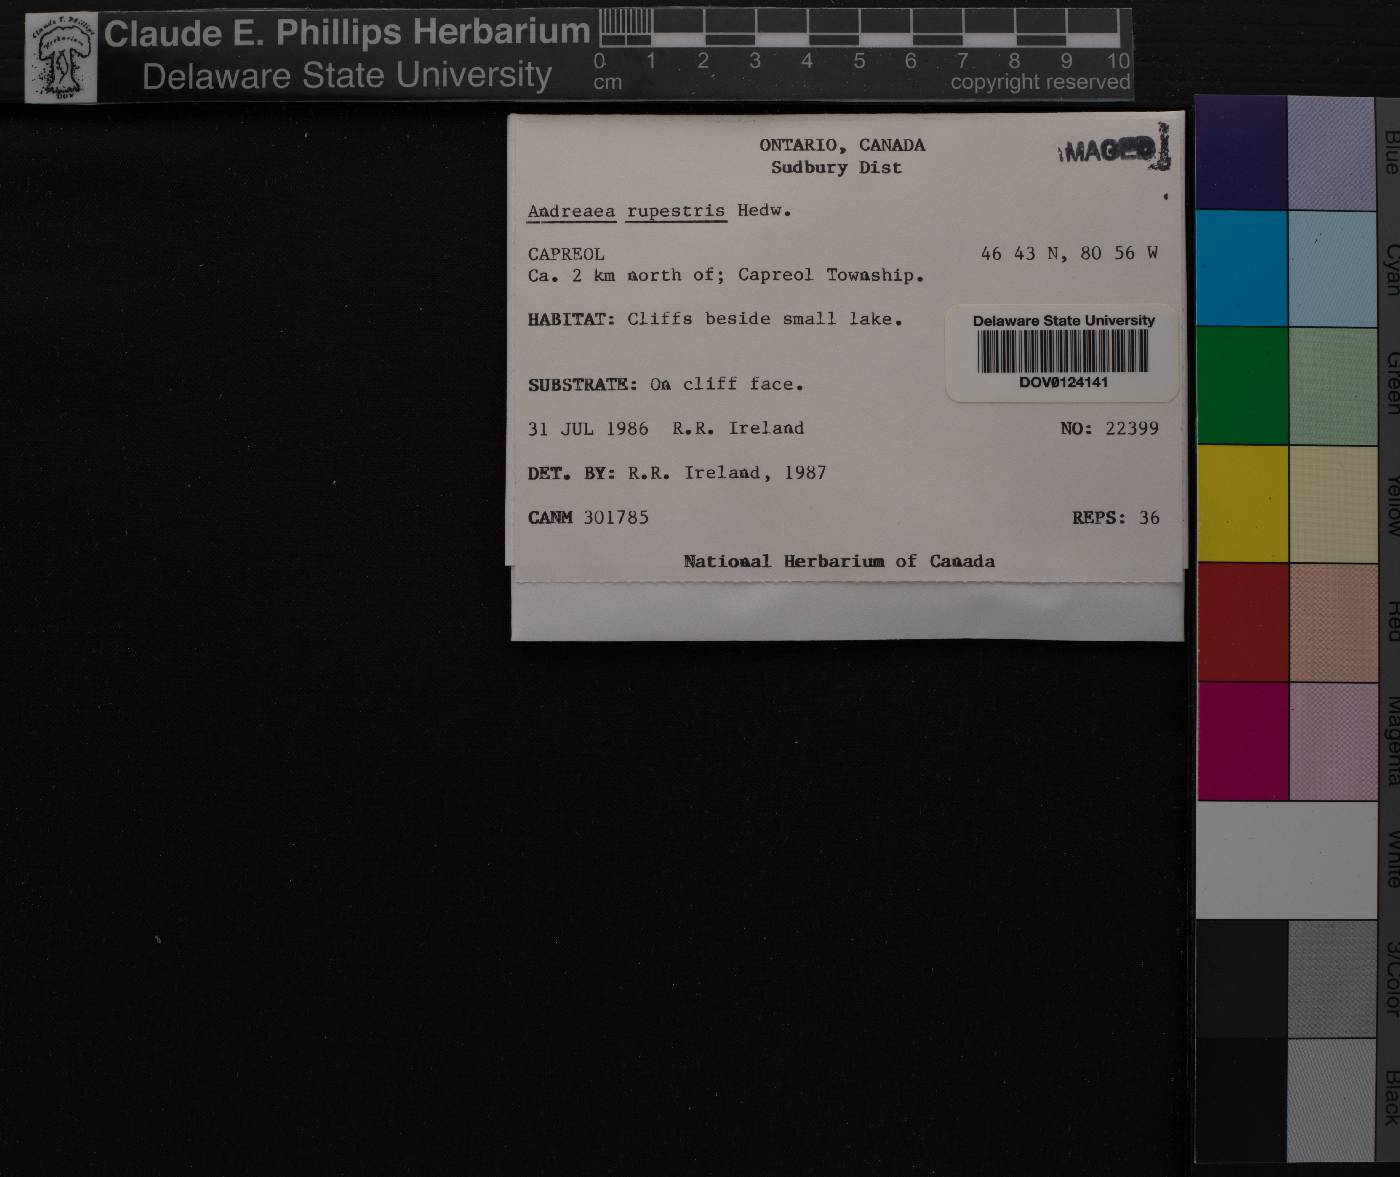 Claude E. Phillips Herbarium
Delaware State University
0 1 2 3 4 5 6 7 8 9 10
cm copyright reserved
ONTARIO, CANADA
Sudbury Dist
IMAGED
Andreaea rupestris Hedw.
CAPREOL 46 43 N, 80 56 W
Ca. 2 km north of; Capreol Township.
HABITAT: Cliffs beside small lake.
Delaware State University
DOV0124141
SUBSTRATE: On cliff face.
31 JUL 1986 R.R. Ireland NO: 22399
DET. BY: R.R. Ireland, 1987
CANM 301785 REPS: 36
National Herbarium of Canada
Blue
Cyan
Green
Yellow
Red
Magenta
White
3/Color
Black